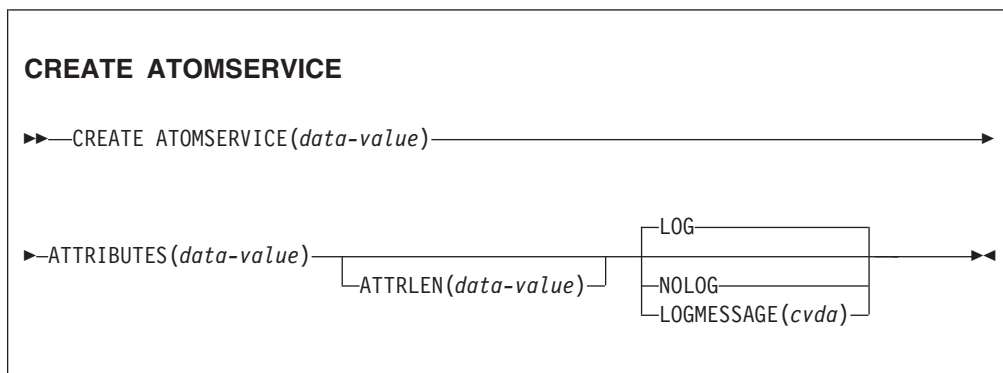 CREATE ATOMSERVICE
CREATE ATOMSERVICE(data-value)
ATTRIBUTES(data-value)
ATTRLEN(data-value)
LOG
NOLOG
LOGMESSAGE(cvda)